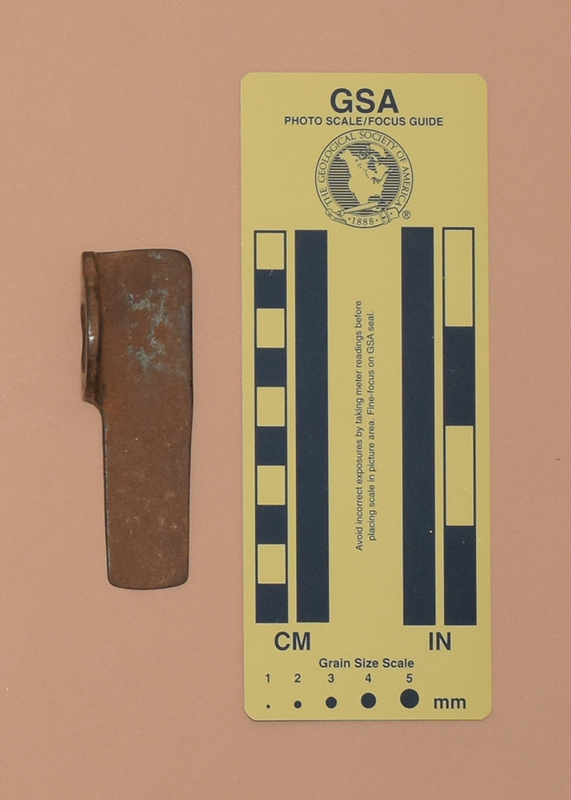 GSA
PHOTO SCALE/FOCUS GUIDE
THE GEOLOGICAL SOCIETY OF AMERICA
·1888·
®
Avoid incorrect exposures by taking meter readings before
placing scale in picture area. Fine-focus on GSA seal.
CM IN
Grain Size Scale
1 2 3 4 5
mm